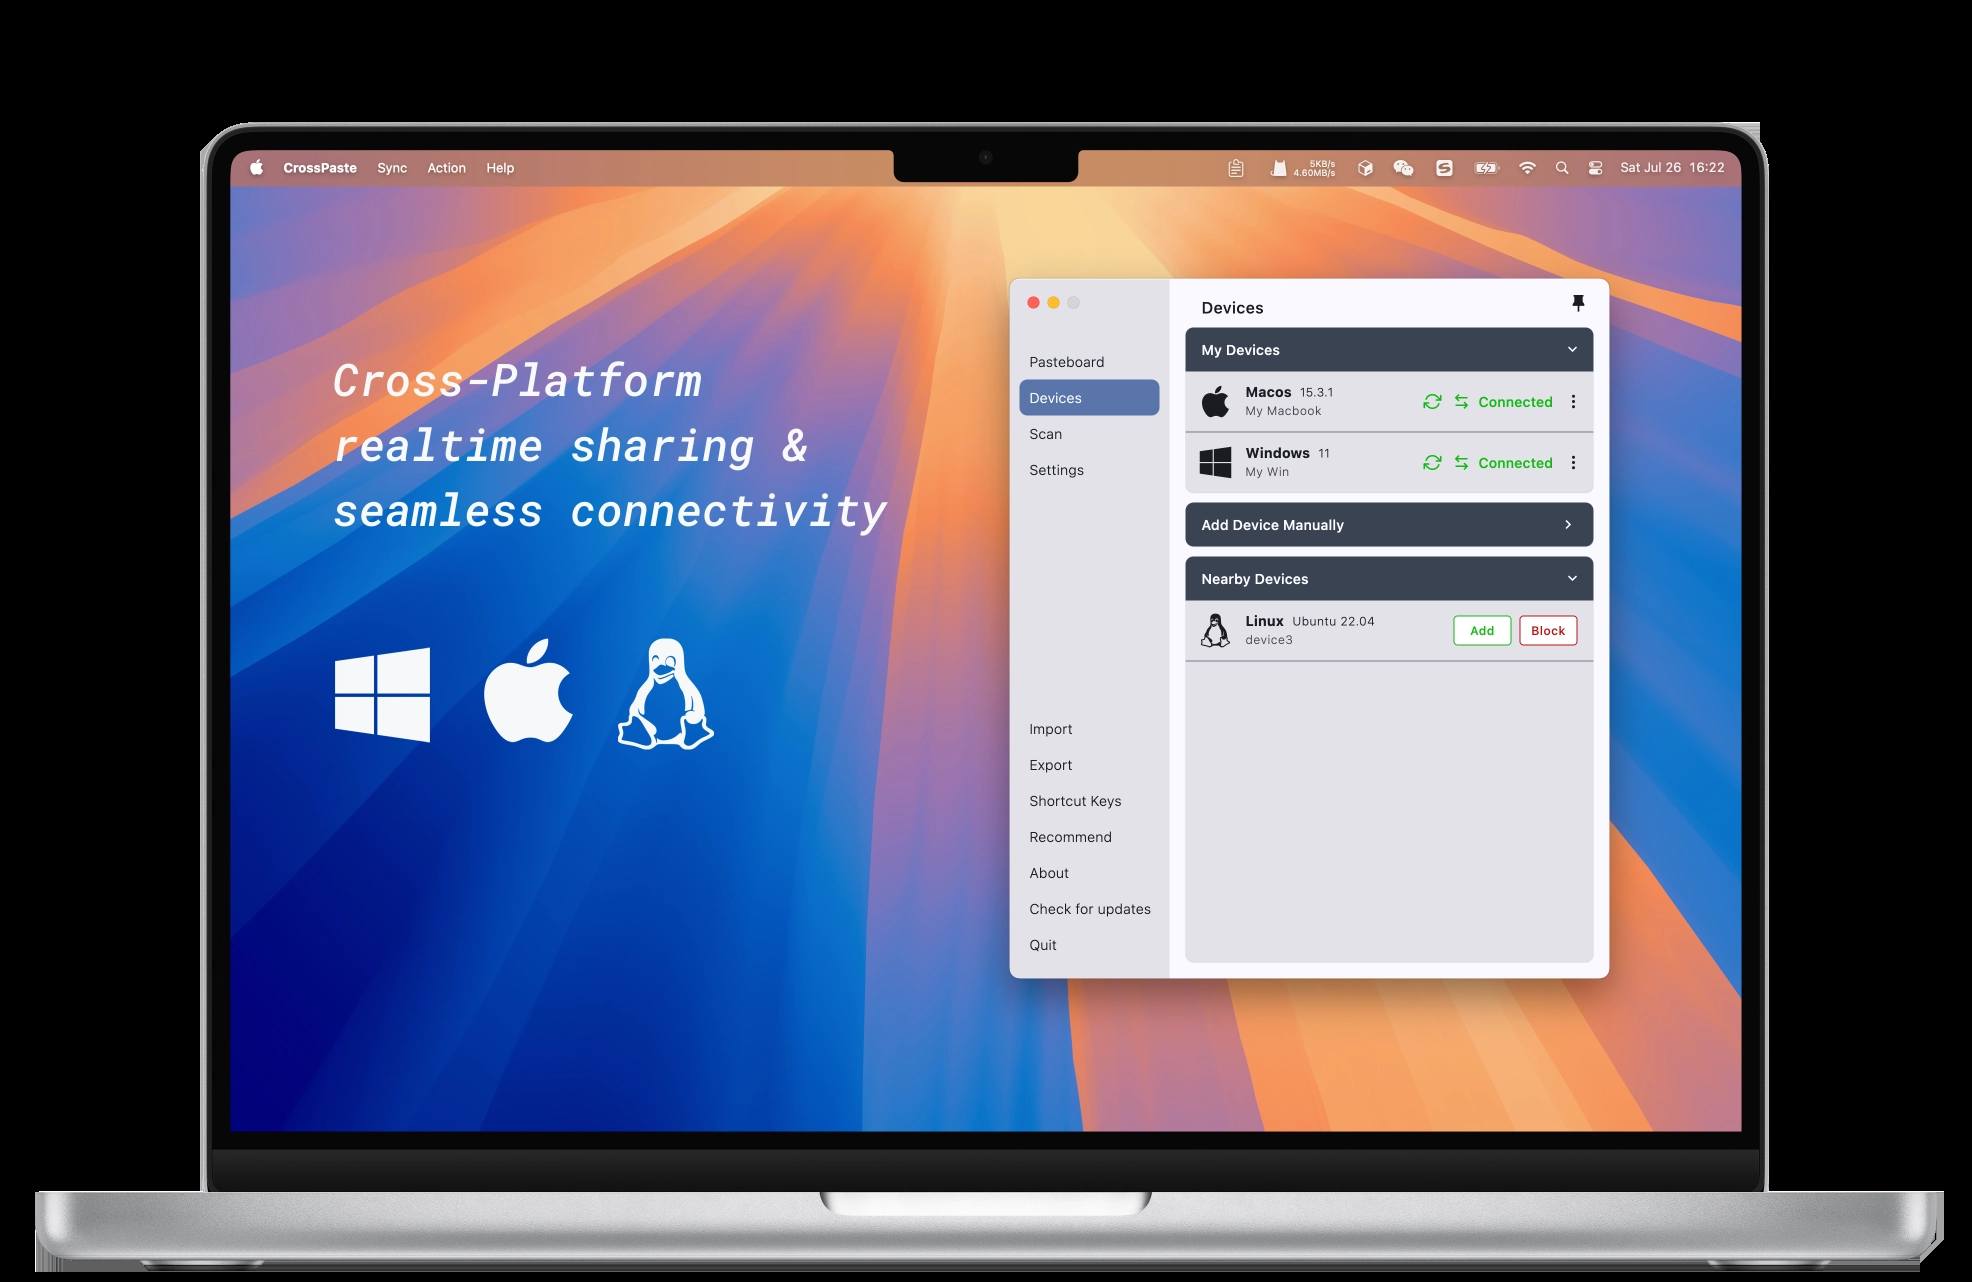 CrossPaste Sync Action Help
5KB/s
4.60MB/s
Sat Jul 26 16:22
Cross-Platform
realtime sharing &
seamless connectivity
Pasteboard
Devices
Scan
Settings
Import
Export
Shortcut Keys
Recommend
About
Check for updates
Quit
Devices
My Devices
Macos 15.3.1
My Macbook
Connected
Windows 11
My Win
Connected
Add Device Manually
Nearby Devices
Linux Ubuntu 22.04
device3
Add
Block